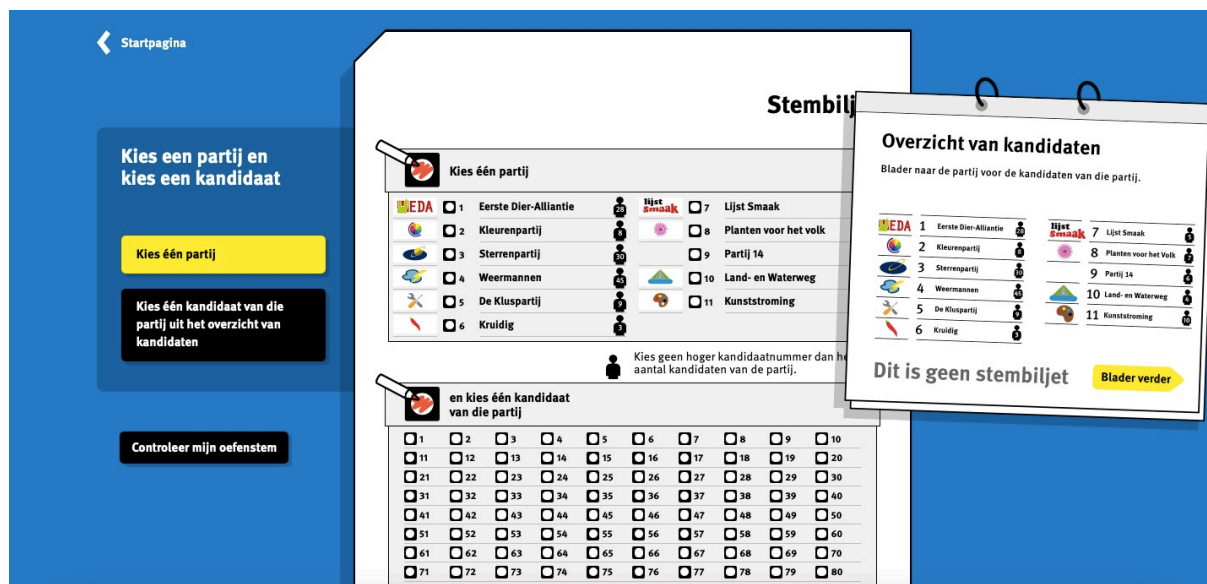 Startpagina
Kies een partij en
kies een kandidaat
Kies één partij
Kies één kandidaat van die
partij uit het overzicht van
kandidaten
Controleer mijn oefenstem
Stembilj
Kies één partij
EDA 1 Eerste Dier-Alliantie 28
2 Kleurenpartij 8
3 Sterrenpartij 30
4 Weermannen 45
5 De Kluspartij 9
6 Kruidig 3
lijst smaak 7 Lijst Smaak
8 Planten voor het volk
9 Partij 14
10 Land- en Waterweg
11 Kunststroming
Kies geen hoger kandidaatnummer dan he
aantal kandidaten van de partij.
en kies één kandidaat
van die partij
1 2 3 4 5 6 7 8 9 10
11 12 13 14 15 16 17 18 19 20
21 22 23 24 25 26 27 28 29 30
31 32 33 34 35 36 37 38 39 40
41 42 43 44 45 46 47 48 49 50
51 52 53 54 55 56 57 58 59 60
61 62 63 64 65 66 67 68 69 70
71 72 73 74 75 76 77 78 79 80
Overzicht van kandidaten
Blader naar de partij voor de kandidaten van die partij.
EDA 1 Eerste Dier-Alliantie 28
2 Kleurenpartij 8
3 Sterrenpartij 30
4 Weermannen 45
5 De Kluspartij 9
6 Kruidig 3
lijst smaak 7 Lijst Smaak 5
8 Planten voor het Volk 7
9 Partij 14 6
10 Land- en Waterweg 4
11 Kunststroming 10
Dit is geen stembiljet
Blader verder